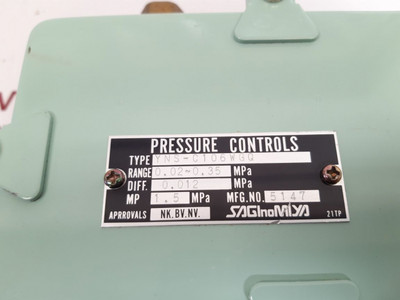 PRESSURE CONTROLS
TYPE YNS-C106WGQ
RANGE 0.02~0.35 MPa
DIFF. 0.012 MPa
MP 1.5 MPa MFG.NO. 5147
APPROVALS NK.BV.NV. SAGInoMIYA 21TP